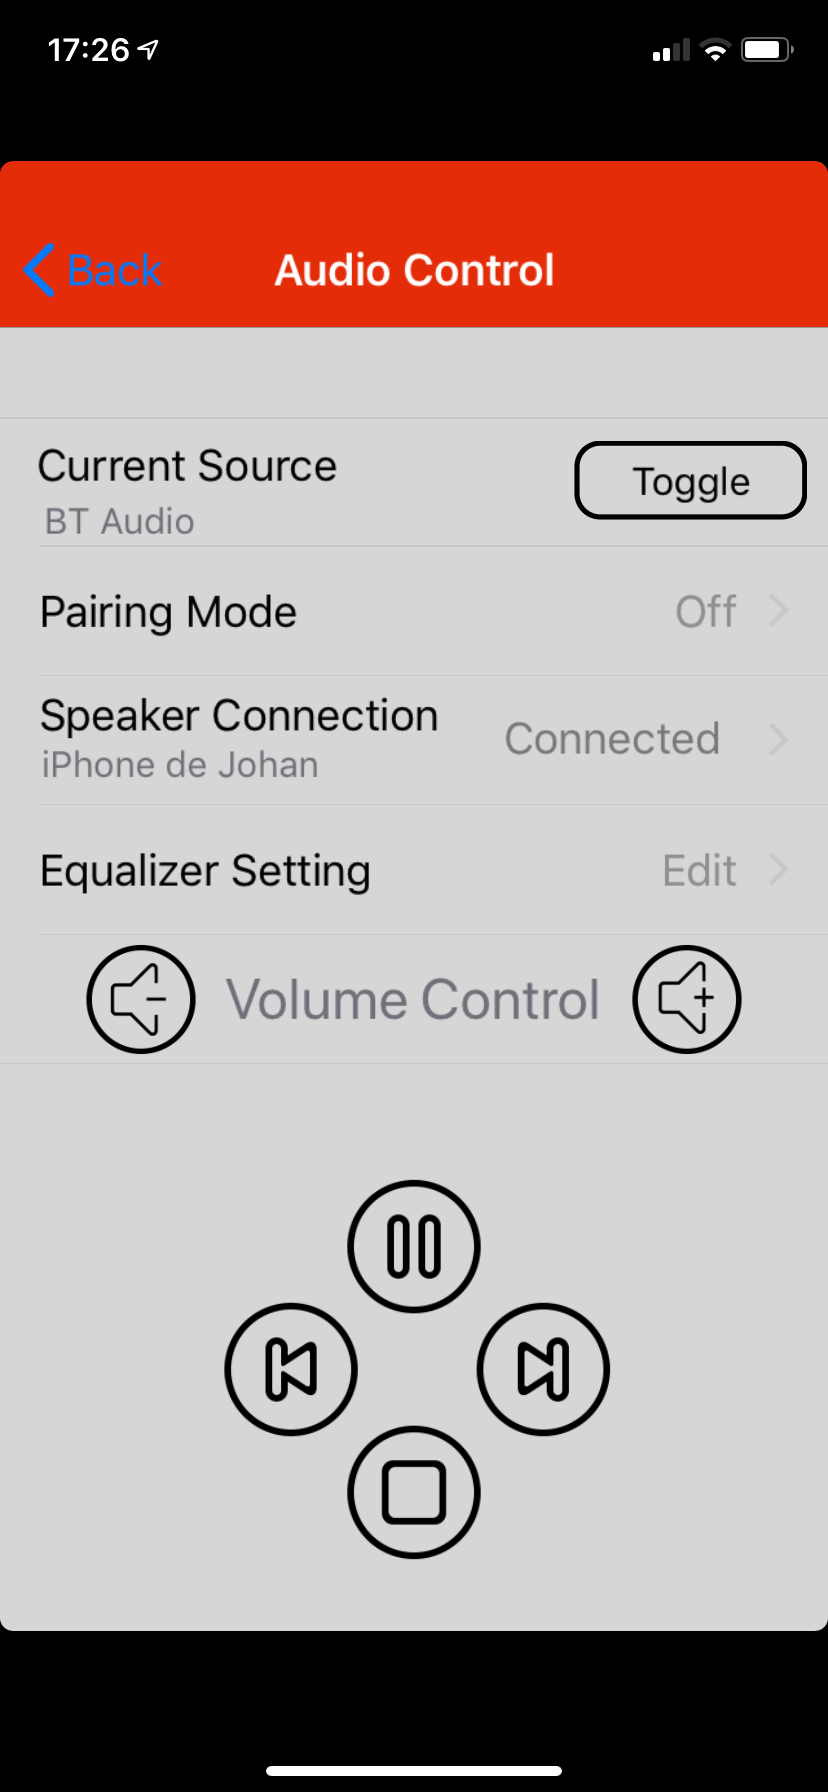 17:26
Back
Audio Control
Current Source
Toggle
BT Audio
Pairing Mode
Off
Speaker Connection
Connected
iPhone de Johan
Equalizer Setting
Edit
Volume Control